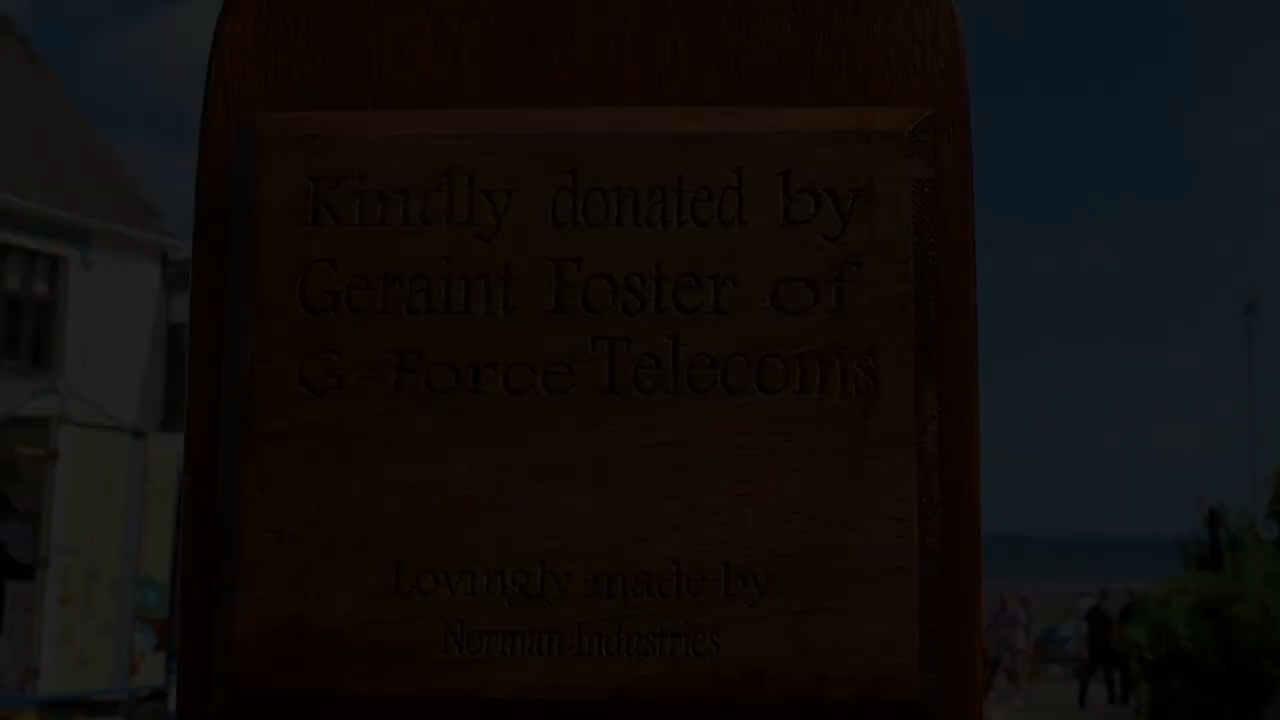 Kindly donated by
Geraint Foster of
G-Force Telecoms
Lovingly made by
Norman Industries